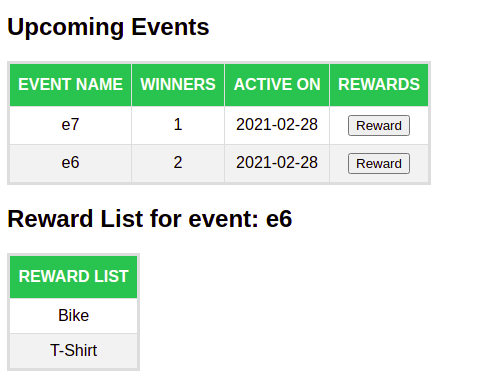 Upcoming Events
EVENT NAME WINNERS ACTIVE ON REWARDS
e7 1 2021-02-28 Reward
e6 2 2021-02-28 Reward
Reward List for event: e6
REWARD LIST
Bike
T-Shirt